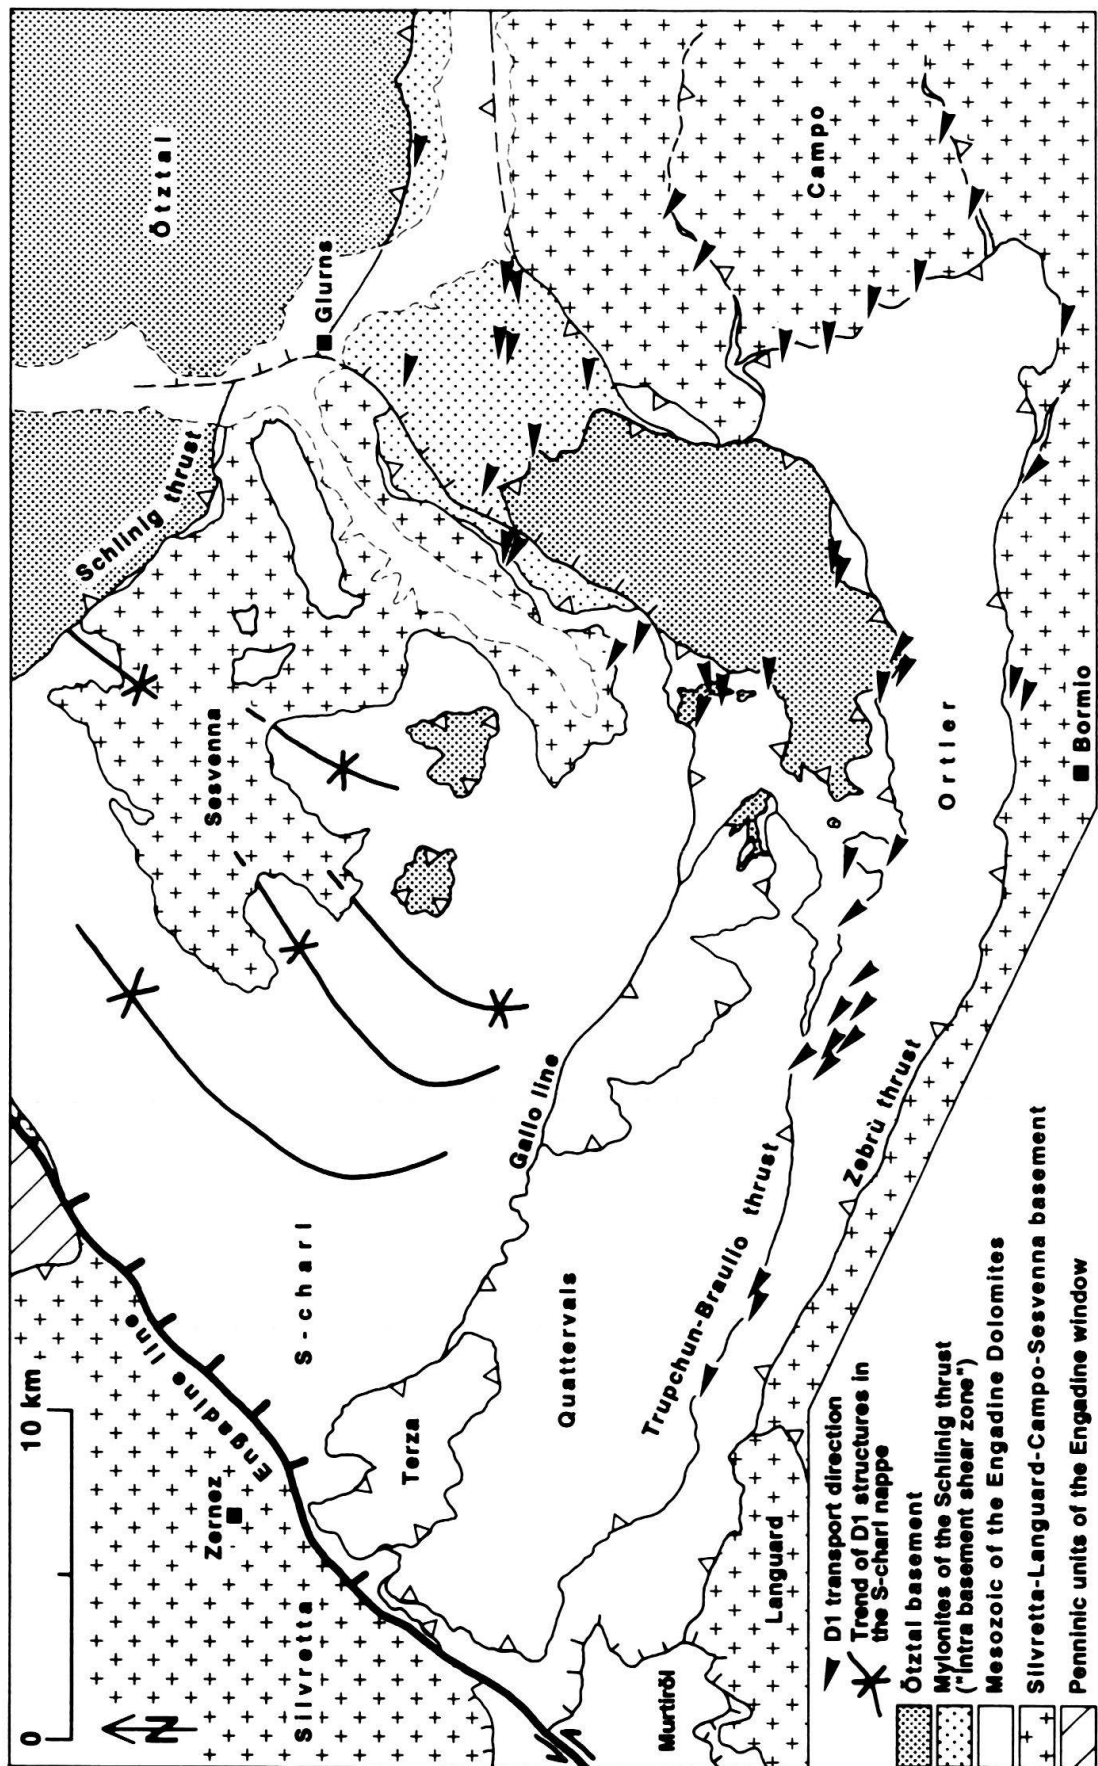 0
10 km
N
Silvretta
Zernez
Engadine line
S-charl
Sesvenna
Schlinig thrust
Ötztal
Glurns
Terza
Gallo line
Quattervals
Trupchun-Braulio thrust
Ortler
Campo
Zebrù thrust
Bormio
Languard
Murtiröl
D1 transport direction
Trend of D1 structures in
the S-charl nappe
Ötztal basement
Mylonites of the Schlinig thrust
("intra basement shear zone")
Mesozoic of the Engadine Dolomites
Silvretta-Languard-Campo-Sesvenna basement
Penninic units of the Engadine window